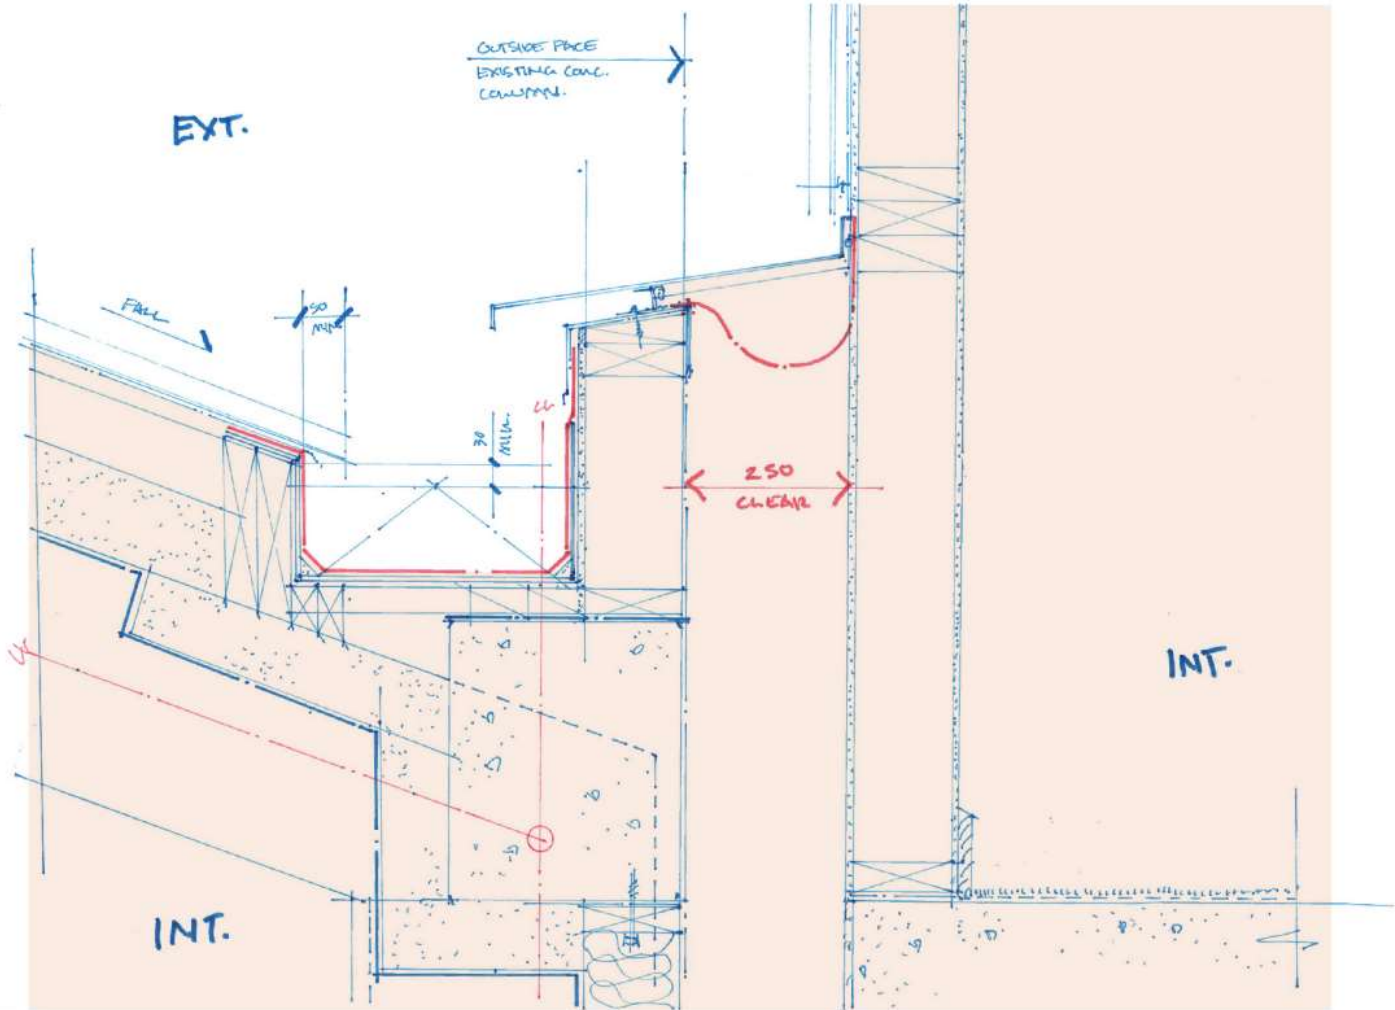 OUTSIDE FACE
EXISTING CONC.
COLUMN.
EXT.
FALL
50
MIN.
30
MIN.
250
CLEAR
INT.
INT.